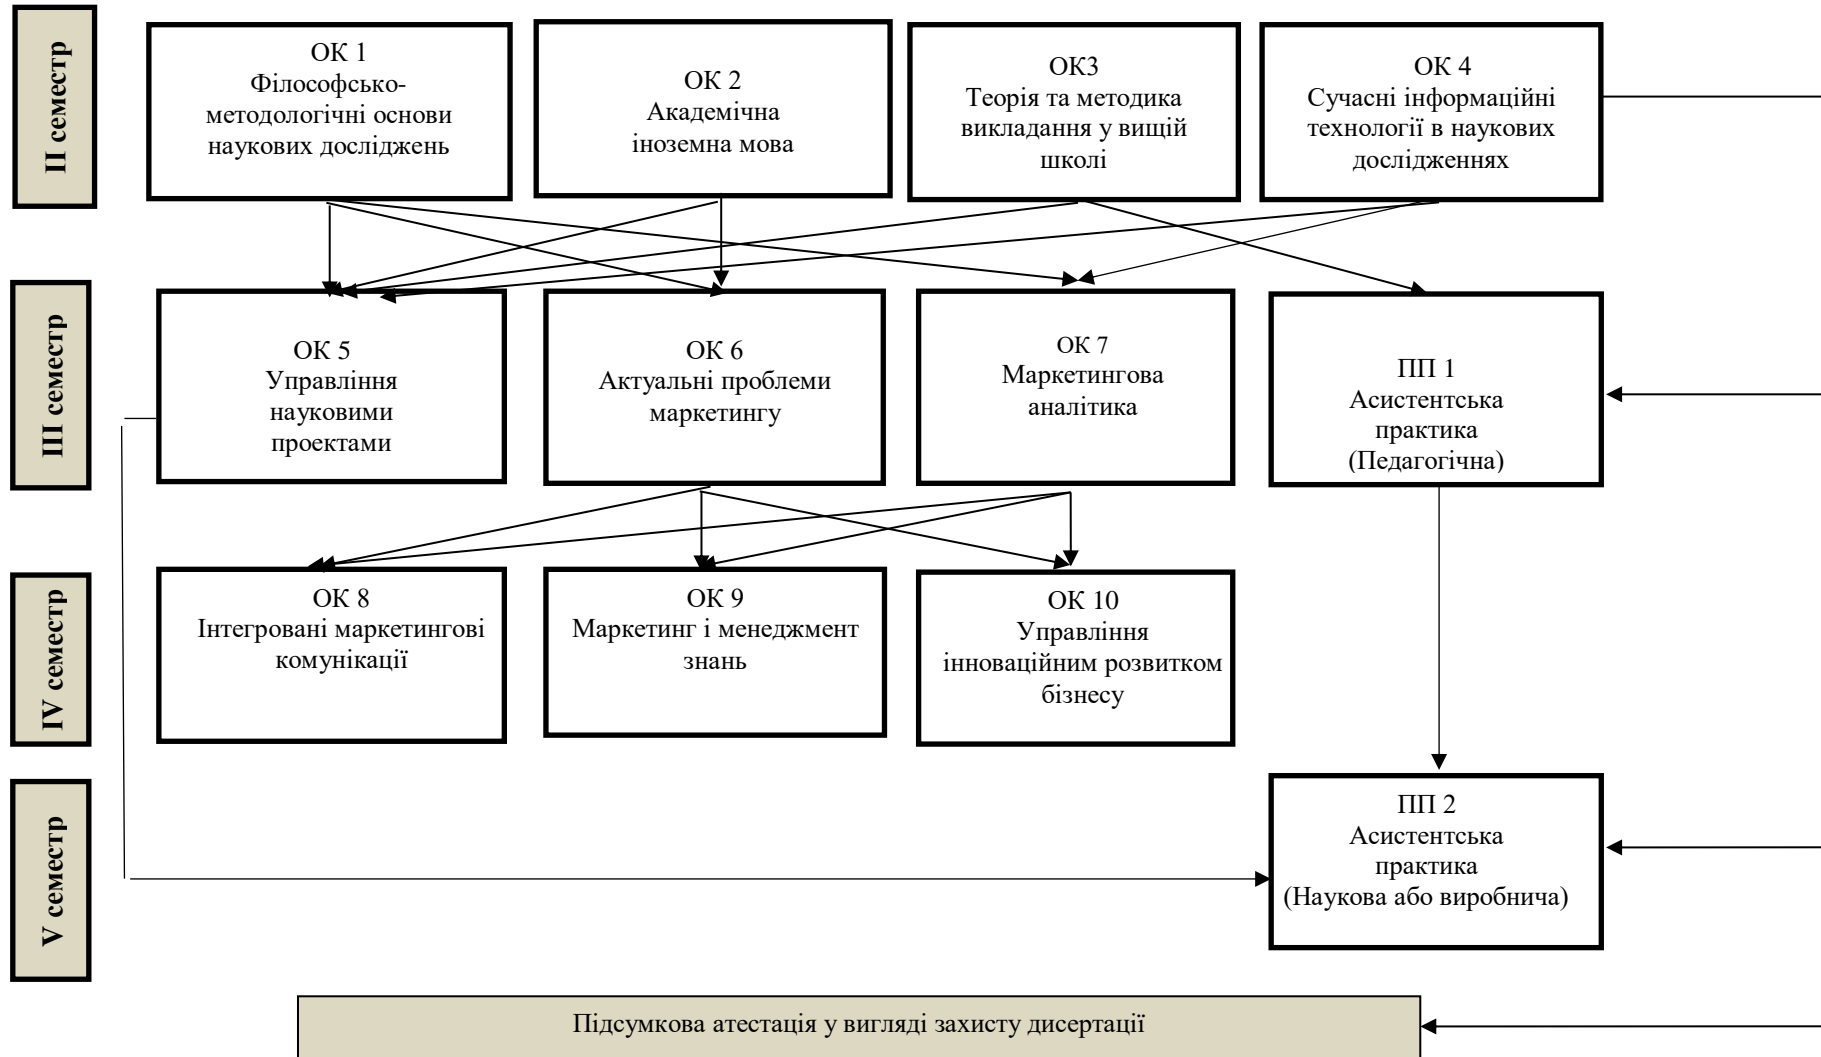 ІІ семестр
ОК 1
Філософсько-
методологічні основи
наукових досліджень
ОК 2
Академічна
іноземна мова
ОК3
Теорія та методика
викладання у вищій
школі
ОК 4
Сучасні інформаційні
технології в наукових
дослідженнях
ІІІ семестр
ОК 5
Управління
науковими
проектами
ОК 6
Актуальні проблеми
маркетингу
ОК 7
Маркетингова
аналітика
ПП 1
Асистентська
практика
(Педагогічна)
IV семестр
ОК 8
Інтегровані маркетингові
комунікації
ОК 9
Маркетинг і менеджмент
знань
ОК 10
Управління
інноваційним розвитком
бізнесу
V семестр
ПП 2
Асистентська
практика
(Наукова або виробнича)
Підсумкова атестація у вигляді захисту дисертації